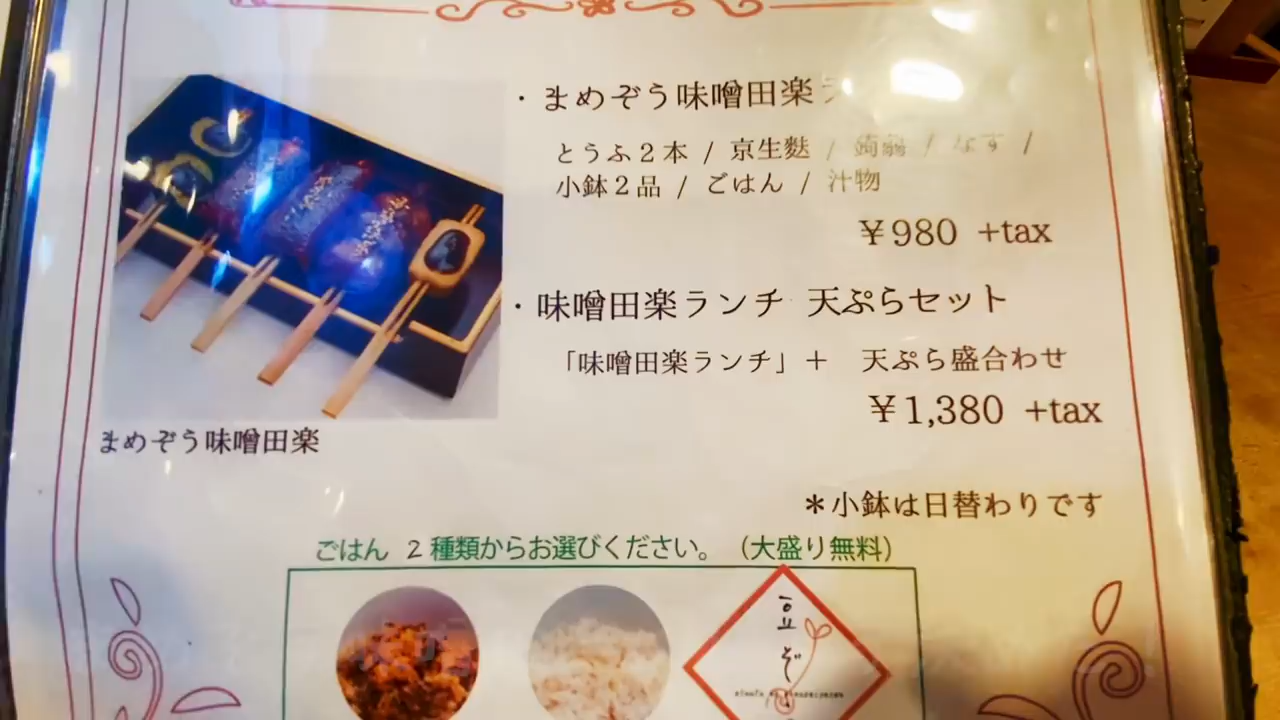 ・まめぞう味噌田楽
とうふ2本 / 京生麩 / 蒟蒻 / なす /
小鉢2品 / ごはん / 汁物
¥980 +tax
・味噌田楽ランチ 天ぷらセット
「味噌田楽ランチ」+ 天ぷら盛合わせ
¥1,380 +tax
まめぞう味噌田楽
*小鉢は日替わりです
ごはん 2種類からお選びください。(大盛り無料)
豆ぞ